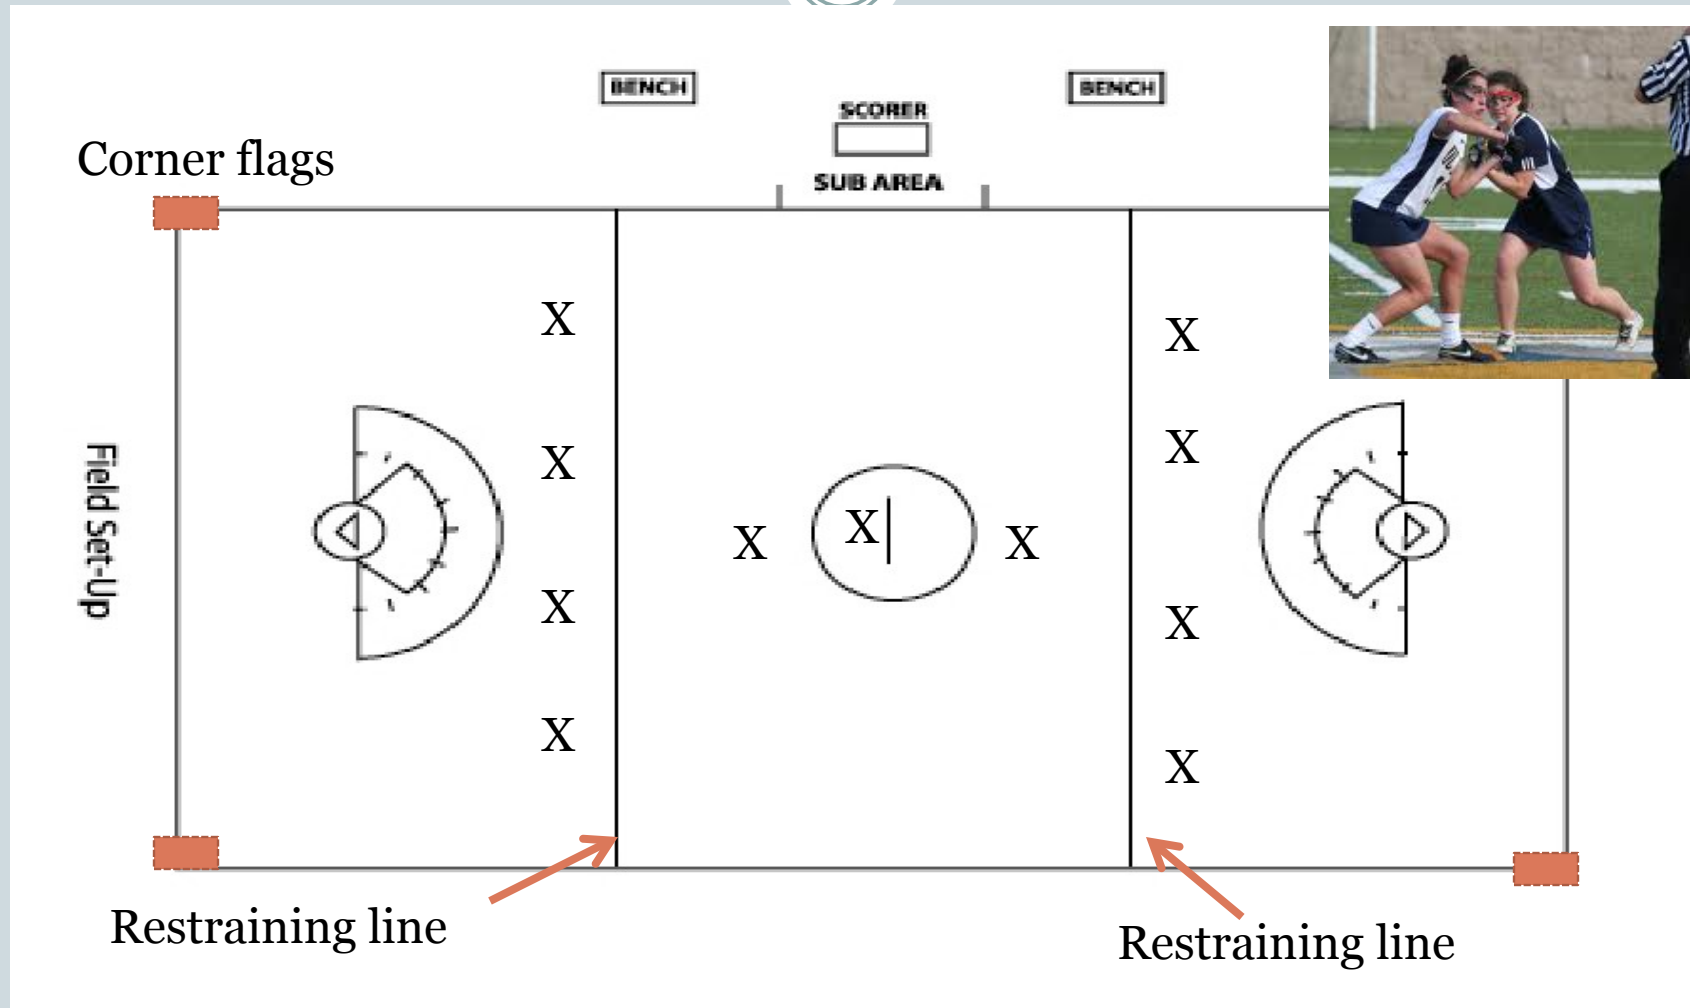 BENCH
BENCH
SCORER
SUB AREA
Corner flags
X
X
X
X
Field Set-Up
X
X
X
X
X
X
X
Restraining line
Restraining line